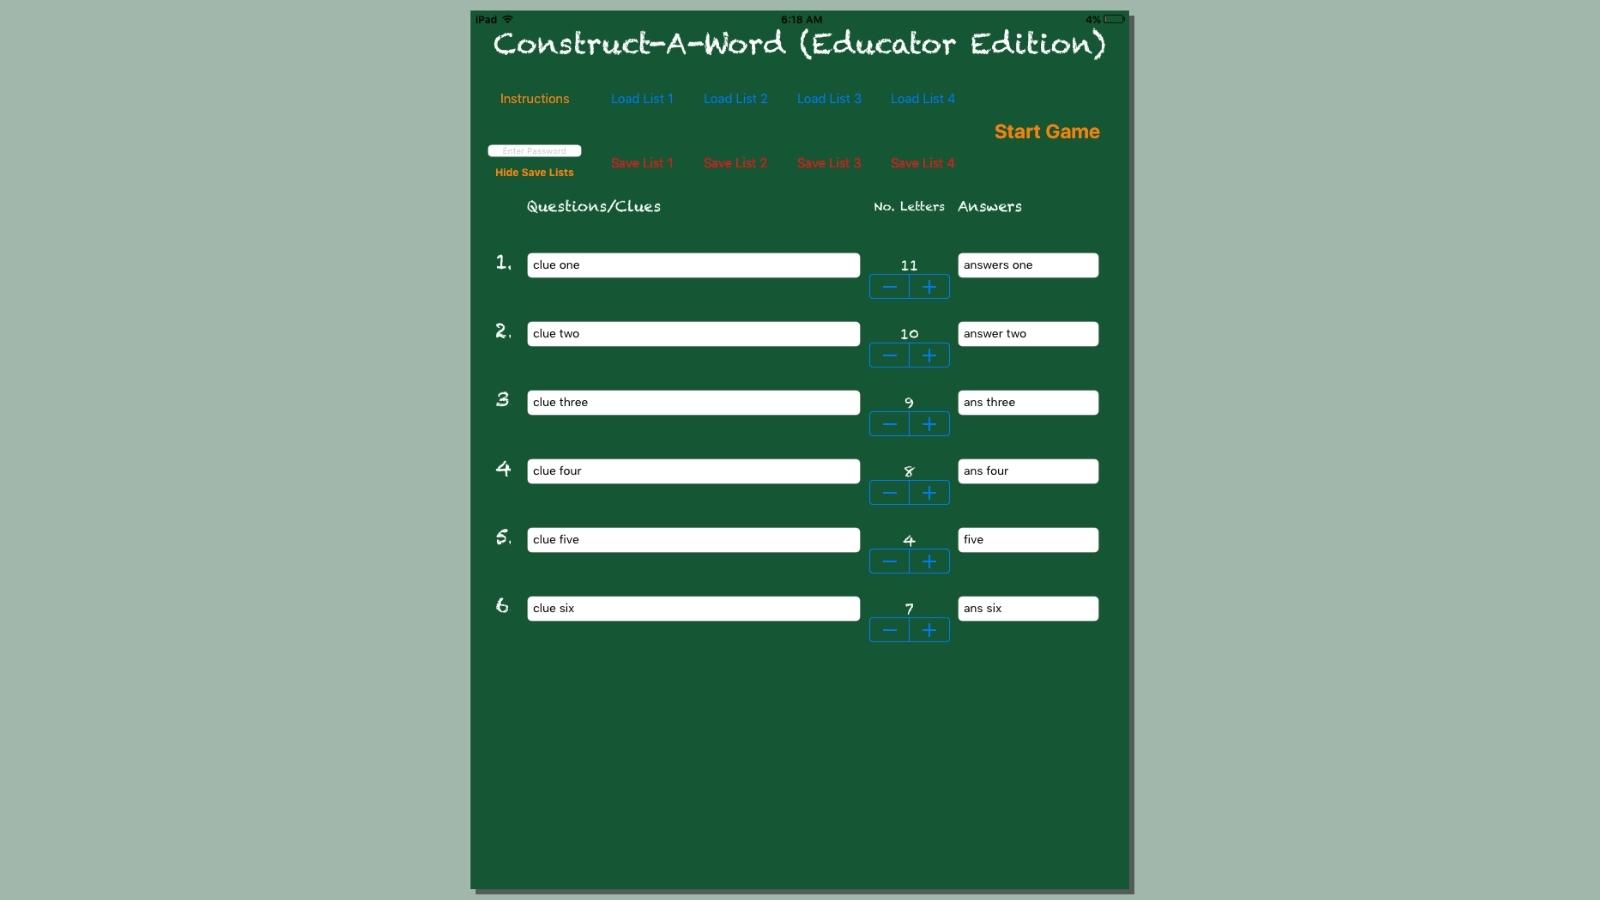 iPad 6:18 AM 4%
Construct-A-Word (Educator Edition)
Instructions Load List 1 Load List 2 Load List 3 Load List 4
Start Game
Enter Password
Save List 1 Save List 2 Save List 3 Save List 4
Hide Save Lists
Questions/Clues No. Letters Answers
1. clue one 11 answers one
− +
2. clue two 10 answer two
− +
3 clue three 9 ans three
− +
4 clue four 8 ans four
− +
5. clue five 4 five
− +
6 clue six 7 ans six
− +